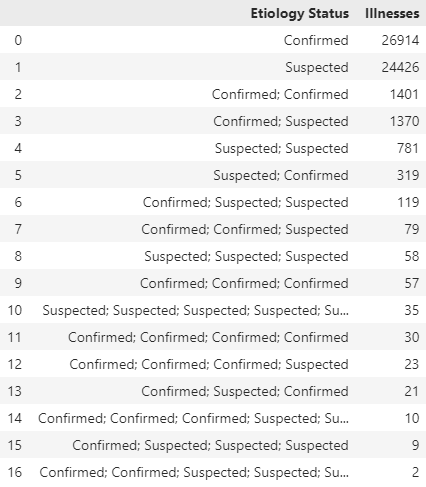 Etiology Status Illnesses
0 Confirmed 26914
1 Suspected 24426
2 Confirmed; Confirmed 1401
3 Confirmed; Suspected 1370
4 Suspected; Suspected 781
5 Suspected; Confirmed 319
6 Confirmed; Suspected; Suspected 119
7 Confirmed; Confirmed; Suspected 79
8 Suspected; Suspected; Suspected 58
9 Confirmed; Confirmed; Confirmed 57
10 Suspected; Suspected; Suspected; Suspected; Su... 35
11 Confirmed; Confirmed; Confirmed; Confirmed 30
12 Confirmed; Confirmed; Confirmed; Suspected 23
13 Confirmed; Suspected; Confirmed 21
14 Confirmed; Confirmed; Confirmed; Suspected; Su... 10
15 Confirmed; Suspected; Suspected; Suspected 9
16 Confirmed; Confirmed; Suspected; Suspected; Su... 2